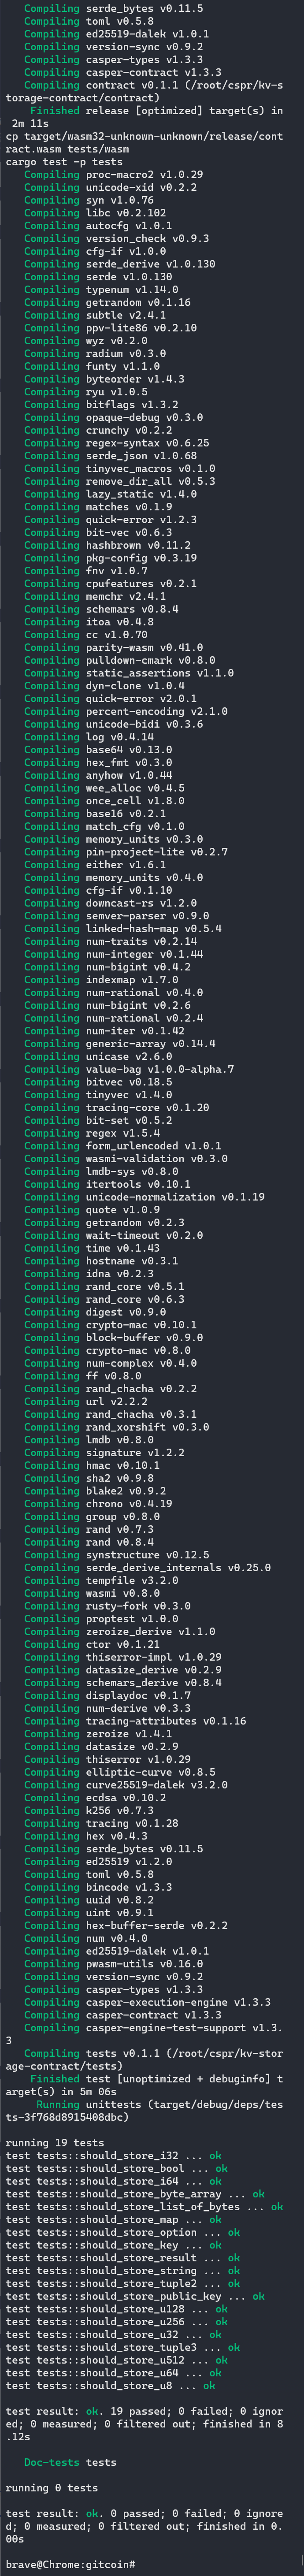 Compiling serde_bytes v0.11.5
Compiling toml v0.5.8
Compiling ed25519-dalek v1.0.1
Compiling version-sync v0.9.2
Compiling casper-types v1.3.3
Compiling casper-contract v1.3.3
Compiling contract v0.1.1 (/root/cspr/kv-s
torage-contract/contract)
Finished release [optimized] target(s) in
2m 11s
cp target/wasm32-unknown-unknown/release/cont
ract.wasm tests/wasm
cargo test -p tests
Compiling proc-macro2 v1.0.29
Compiling unicode-xid v0.2.2
Compiling syn v1.0.76
Compiling libc v0.2.102
Compiling autocfg v1.0.1
Compiling version_check v0.9.3
Compiling cfg-if v1.0.0
Compiling serde_derive v1.0.130
Compiling serde v1.0.130
Compiling typenum v1.14.0
Compiling getrandom v0.1.16
Compiling subtle v2.4.1
Compiling ppv-lite86 v0.2.10
Compiling wyz v0.2.0
Compiling radium v0.3.0
Compiling funty v1.1.0
Compiling byteorder v1.4.3
Compiling ryu v1.0.5
Compiling bitflags v1.3.2
Compiling opaque-debug v0.3.0
Compiling crunchy v0.2.2
Compiling regex-syntax v0.6.25
Compiling serde_json v1.0.68
Compiling tinyvec_macros v0.1.0
Compiling remove_dir_all v0.5.3
Compiling lazy_static v1.4.0
Compiling matches v0.1.9
Compiling quick-error v1.2.3
Compiling bit-vec v0.6.3
Compiling hashbrown v0.11.2
Compiling pkg-config v0.3.19
Compiling fnv v1.0.7
Compiling cpufeatures v0.2.1
Compiling memchr v2.4.1
Compiling schemars v0.8.4
Compiling itoa v0.4.8
Compiling cc v1.0.70
Compiling parity-wasm v0.41.0
Compiling pulldown-cmark v0.8.0
Compiling static_assertions v1.1.0
Compiling dyn-clone v1.0.4
Compiling quick-error v2.0.1
Compiling percent-encoding v2.1.0
Compiling unicode-bidi v0.3.6
Compiling log v0.4.14
Compiling base64 v0.13.0
Compiling hex_fmt v0.3.0
Compiling anyhow v1.0.44
Compiling wee_alloc v0.4.5
Compiling once_cell v1.8.0
Compiling base16 v0.2.1
Compiling match_cfg v0.1.0
Compiling memory_units v0.3.0
Compiling pin-project-lite v0.2.7
Compiling either v1.6.1
Compiling memory_units v0.4.0
Compiling cfg-if v0.1.10
Compiling downcast-rs v1.2.0
Compiling semver-parser v0.9.0
Compiling linked-hash-map v0.5.4
Compiling num-traits v0.2.14
Compiling num-integer v0.1.44
Compiling num-bigint v0.4.2
Compiling indexmap v1.7.0
Compiling num-rational v0.4.0
Compiling num-bigint v0.2.6
Compiling num-rational v0.2.4
Compiling num-iter v0.1.42
Compiling generic-array v0.14.4
Compiling unicase v2.6.0
Compiling value-bag v1.0.0-alpha.7
Compiling bitvec v0.18.5
Compiling tinyvec v1.4.0
Compiling tracing-core v0.1.20
Compiling bit-set v0.5.2
Compiling regex v1.5.4
Compiling form_urlencoded v1.0.1
Compiling wasmi-validation v0.3.0
Compiling lmdb-sys v0.8.0
Compiling itertools v0.10.1
Compiling unicode-normalization v0.1.19
Compiling quote v1.0.9
Compiling getrandom v0.2.3
Compiling wait-timeout v0.2.0
Compiling time v0.1.43
Compiling hostname v0.3.1
Compiling idna v0.2.3
Compiling rand_core v0.5.1
Compiling rand_core v0.6.3
Compiling digest v0.9.0
Compiling crypto-mac v0.10.1
Compiling block-buffer v0.9.0
Compiling crypto-mac v0.8.0
Compiling num-complex v0.4.0
Compiling ff v0.8.0
Compiling rand_chacha v0.2.2
Compiling url v2.2.2
Compiling rand_chacha v0.3.1
Compiling rand_xorshift v0.3.0
Compiling lmdb v0.8.0
Compiling signature v1.2.2
Compiling hmac v0.10.1
Compiling sha2 v0.9.8
Compiling blake2 v0.9.2
Compiling chrono v0.4.19
Compiling group v0.8.0
Compiling rand v0.7.3
Compiling rand v0.8.4
Compiling synstructure v0.12.5
Compiling serde_derive_internals v0.25.0
Compiling tempfile v3.2.0
Compiling wasmi v0.8.0
Compiling rusty-fork v0.3.0
Compiling proptest v1.0.0
Compiling zeroize_derive v1.1.0
Compiling ctor v0.1.21
Compiling thiserror-impl v1.0.29
Compiling datasize_derive v0.2.9
Compiling schemars_derive v0.8.4
Compiling displaydoc v0.1.7
Compiling num-derive v0.3.3
Compiling tracing-attributes v0.1.16
Compiling zeroize v1.4.1
Compiling datasize v0.2.9
Compiling thiserror v1.0.29
Compiling elliptic-curve v0.8.5
Compiling curve25519-dalek v3.2.0
Compiling ecdsa v0.10.2
Compiling k256 v0.7.3
Compiling tracing v0.1.28
Compiling hex v0.4.3
Compiling serde_bytes v0.11.5
Compiling ed25519 v1.2.0
Compiling toml v0.5.8
Compiling bincode v1.3.3
Compiling uuid v0.8.2
Compiling uint v0.9.1
Compiling hex-buffer-serde v0.2.2
Compiling num v0.4.0
Compiling ed25519-dalek v1.0.1
Compiling pwasm-utils v0.16.0
Compiling version-sync v0.9.2
Compiling casper-types v1.3.3
Compiling casper-execution-engine v1.3.3
Compiling casper-contract v1.3.3
Compiling casper-engine-test-support v1.3.
3
Compiling tests v0.1.1 (/root/cspr/kv-stor
age-contract/tests)
Finished test [unoptimized + debuginfo] t
arget(s) in 5m 06s
Running unittests (target/debug/deps/tes
ts-3f768d8915408dbc)
running 19 tests
test tests::should_store_i32 ... ok
test tests::should_store_bool ... ok
test tests::should_store_i64 ... ok
test tests::should_store_byte_array ... ok
test tests::should_store_list_of_bytes ... ok
test tests::should_store_map ... ok
test tests::should_store_option ... ok
test tests::should_store_key ... ok
test tests::should_store_result ... ok
test tests::should_store_string ... ok
test tests::should_store_tuple2 ... ok
test tests::should_store_public_key ... ok
test tests::should_store_u128 ... ok
test tests::should_store_u256 ... ok
test tests::should_store_u32 ... ok
test tests::should_store_tuple3 ... ok
test tests::should_store_u512 ... ok
test tests::should_store_u64 ... ok
test tests::should_store_u8 ... ok
test result: ok. 19 passed; 0 failed; 0 ignor
ed; 0 measured; 0 filtered out; finished in 8
.12s
Doc-tests tests
running 0 tests
test result: ok. 0 passed; 0 failed; 0 ignore
d; 0 measured; 0 filtered out; finished in 0.
00s
brave@Chrome:gitcoin#